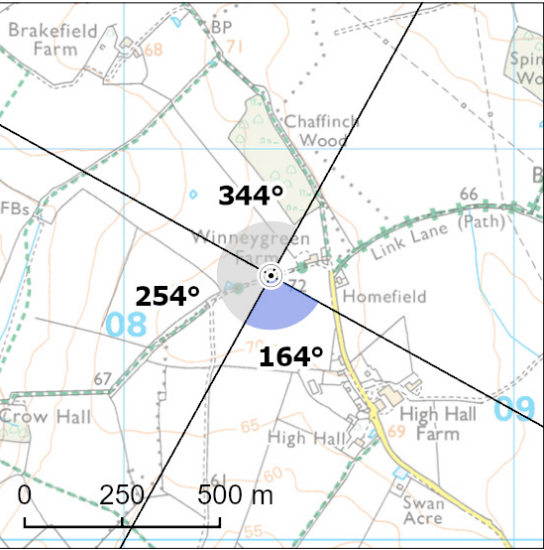 Brakefield
Farm
68
BP
71
Spin
Wo
Chaffinch
Wood
344°
66
B
FBs
Winneygreen
Farm
Link Lane (Path)
72
254°
Homefield
08
70
164°
67
09
Crow Hall
High Hall
Farm
65
High Hall
69
61
60
0 250 500 m
Swan
Acre
55